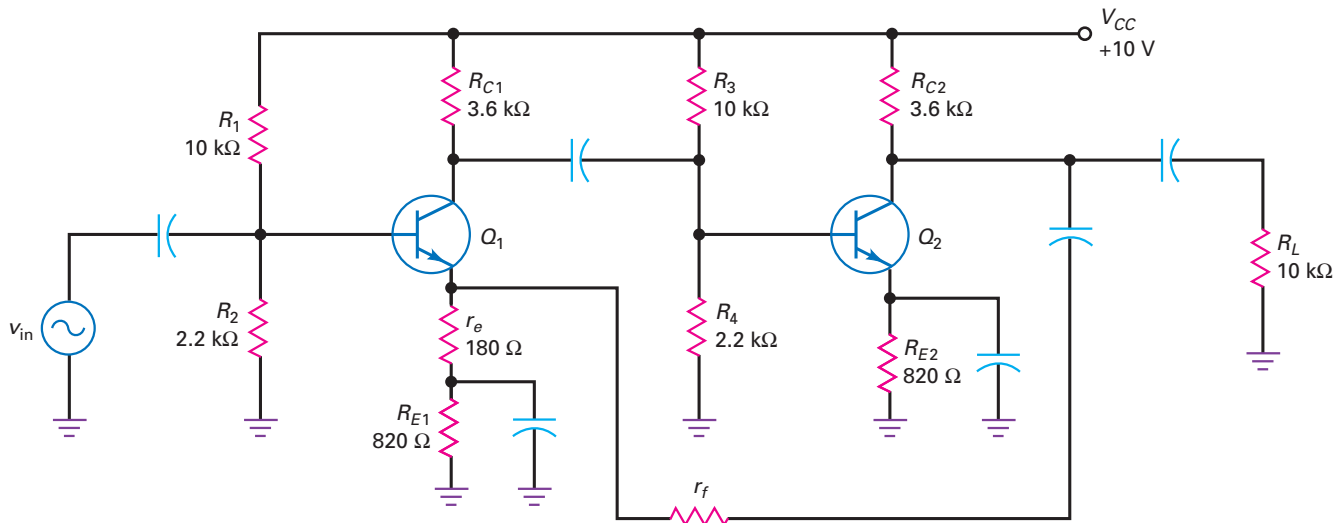 V_CC
+10 V
R_C1
3.6 kΩ
R_3
10 kΩ
R_C2
3.6 kΩ
R_1
10 kΩ
Q_1
Q_2
R_L
10 kΩ
v_in
R_2
2.2 kΩ
r_e
180 Ω
R_4
2.2 kΩ
R_E2
820 Ω
R_E1
820 Ω
r_f